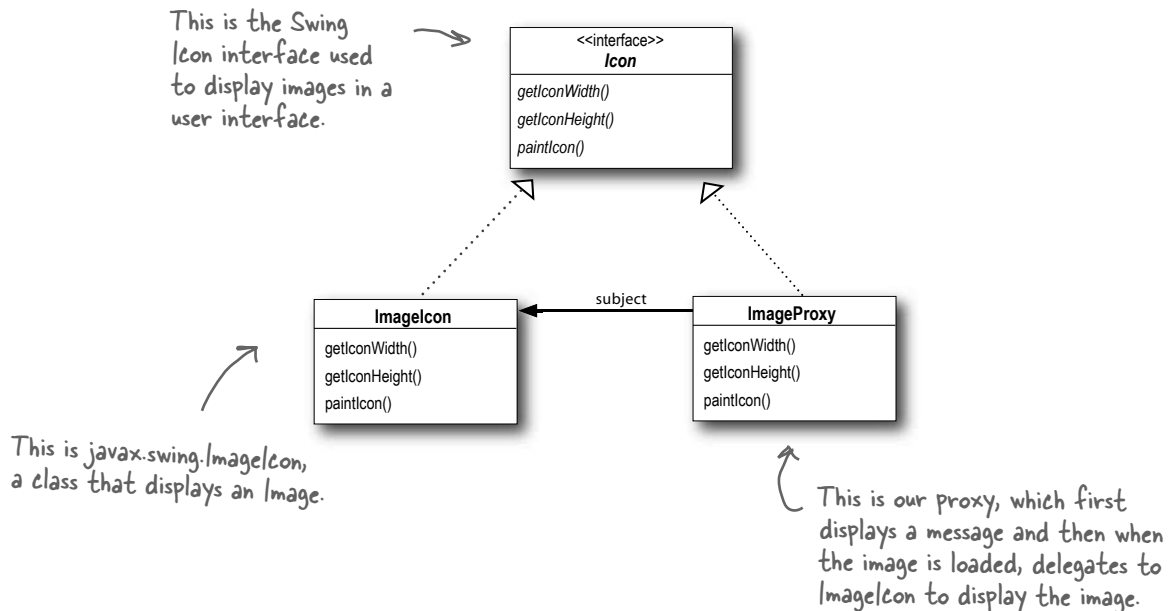 This is the Swing
Icon interface used
to display images in a
user interface.
<<interface>>
Icon
getIconWidth()
getIconHeight()
paintIcon()
subject
ImageIcon
getIconWidth()
getIconHeight()
paintIcon()
ImageProxy
getIconWidth()
getIconHeight()
paintIcon()
This is javax.swing.ImageIcon,
a class that displays an Image.
This is our proxy, which first
displays a message and then when
the image is loaded, delegates to
ImageIcon to display the image.